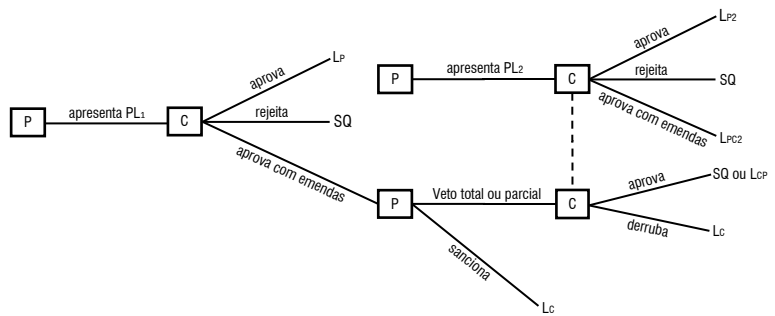 P
apresenta PL1
C
aprova
LP
rejeita
SQ
aprova com emendas
P
apresenta PL2
C
aprova
LP2
rejeita
SQ
aprova com emendas
LPC2
P
Veto total ou parcial
C
aprova
SQ ou LCP
derruba
LC
sanciona
LC